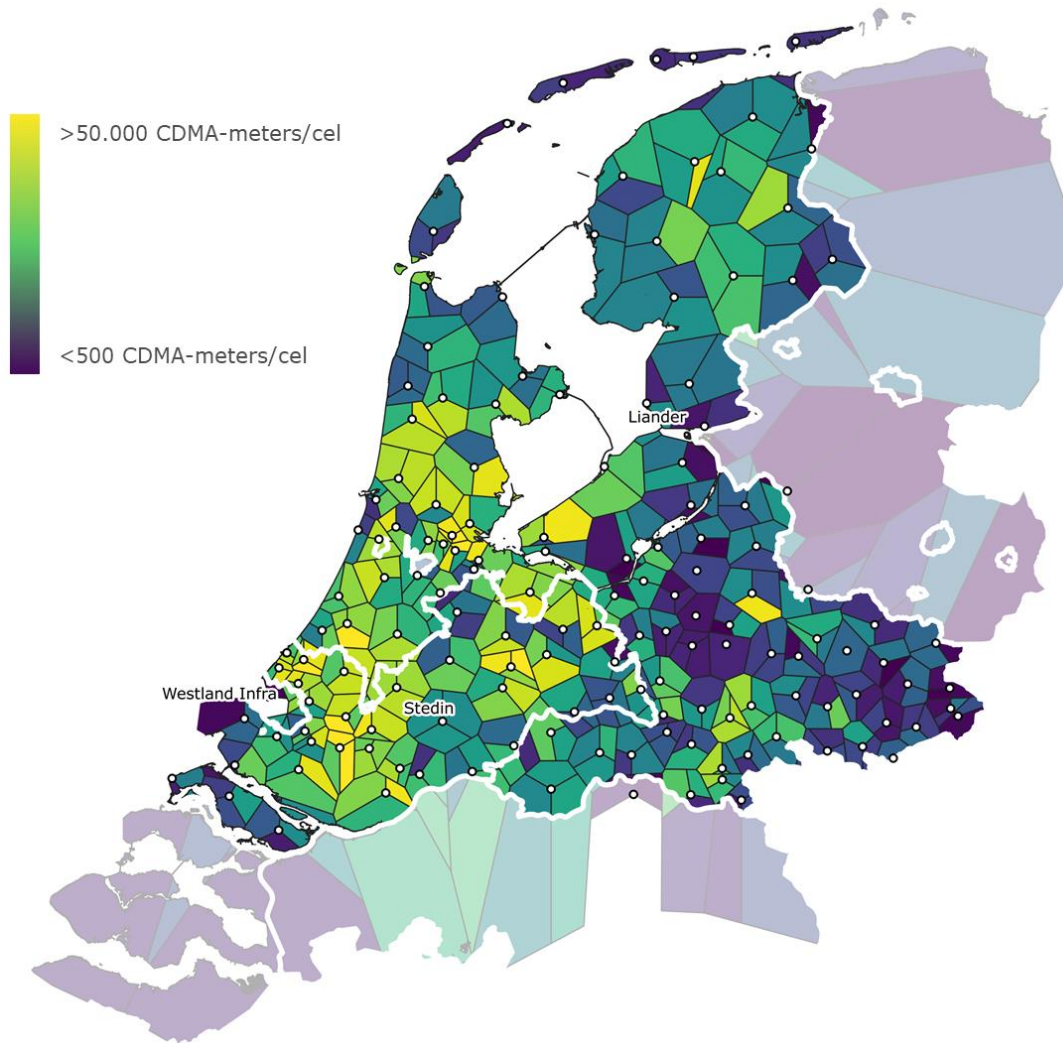 >50.000 CDMA-meters/cel
<500 CDMA-meters/cel
Liander
Westland Infra
Stedin